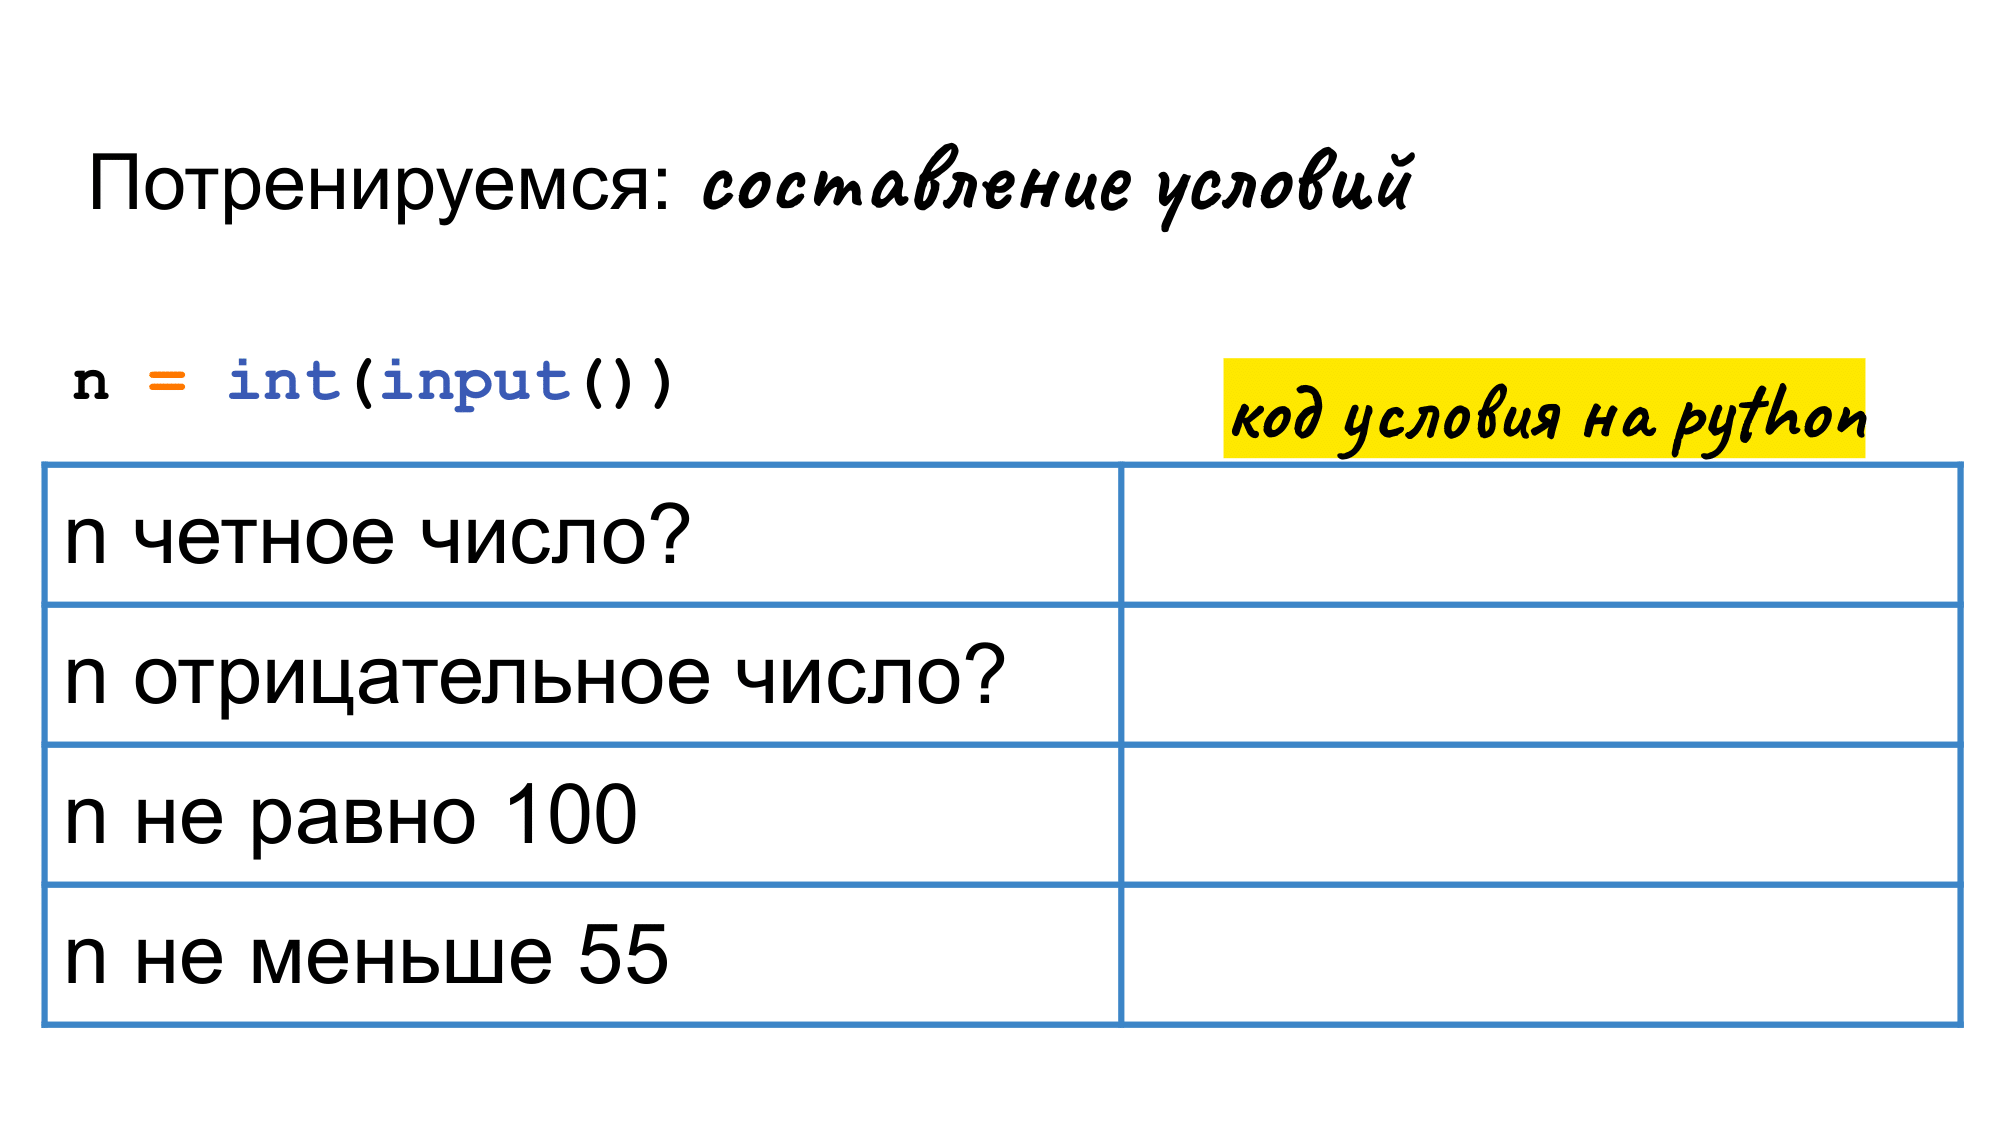 Потренируемся: составление условий
n = int(input())
код условия на python
n четное число?
n отрицательное число?
n не равно 100
n не меньше 55